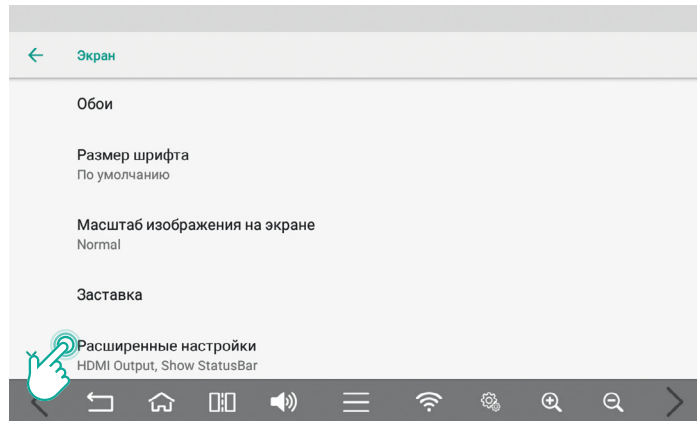 Экран
Обои
Размер шрифта
По умолчанию
Масштаб изображения на экране
Normal
Заставка
Расширенные настройки
HDMI Output, Show StatusBar